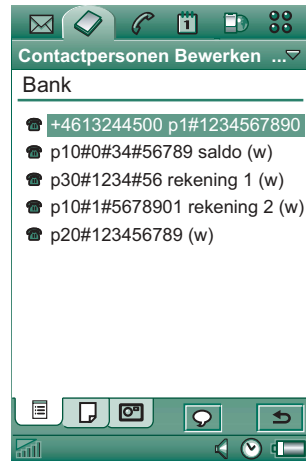 Contactpersonen Bewerken ...
Bank
+4613244500 p1#1234567890
p10#0#34#56789 saldo (w)
p30#1234#56 rekening 1 (w)
p10#1#5678901 rekening 2 (w)
p20#123456789 (w)